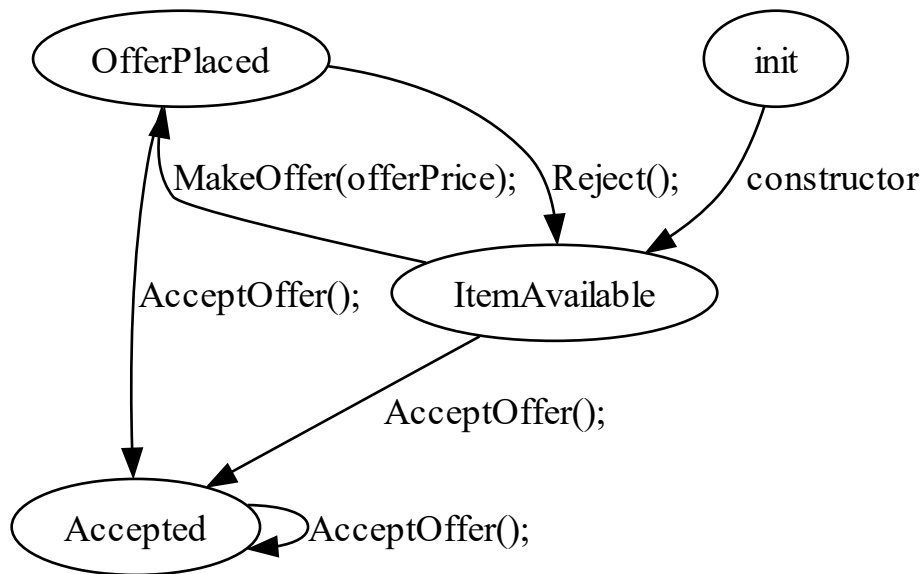 OfferPlaced
init
MakeOffer(offerPrice);
Reject();
constructor
AcceptOffer();
ItemAvailable
AcceptOffer();
Accepted
AcceptOffer();